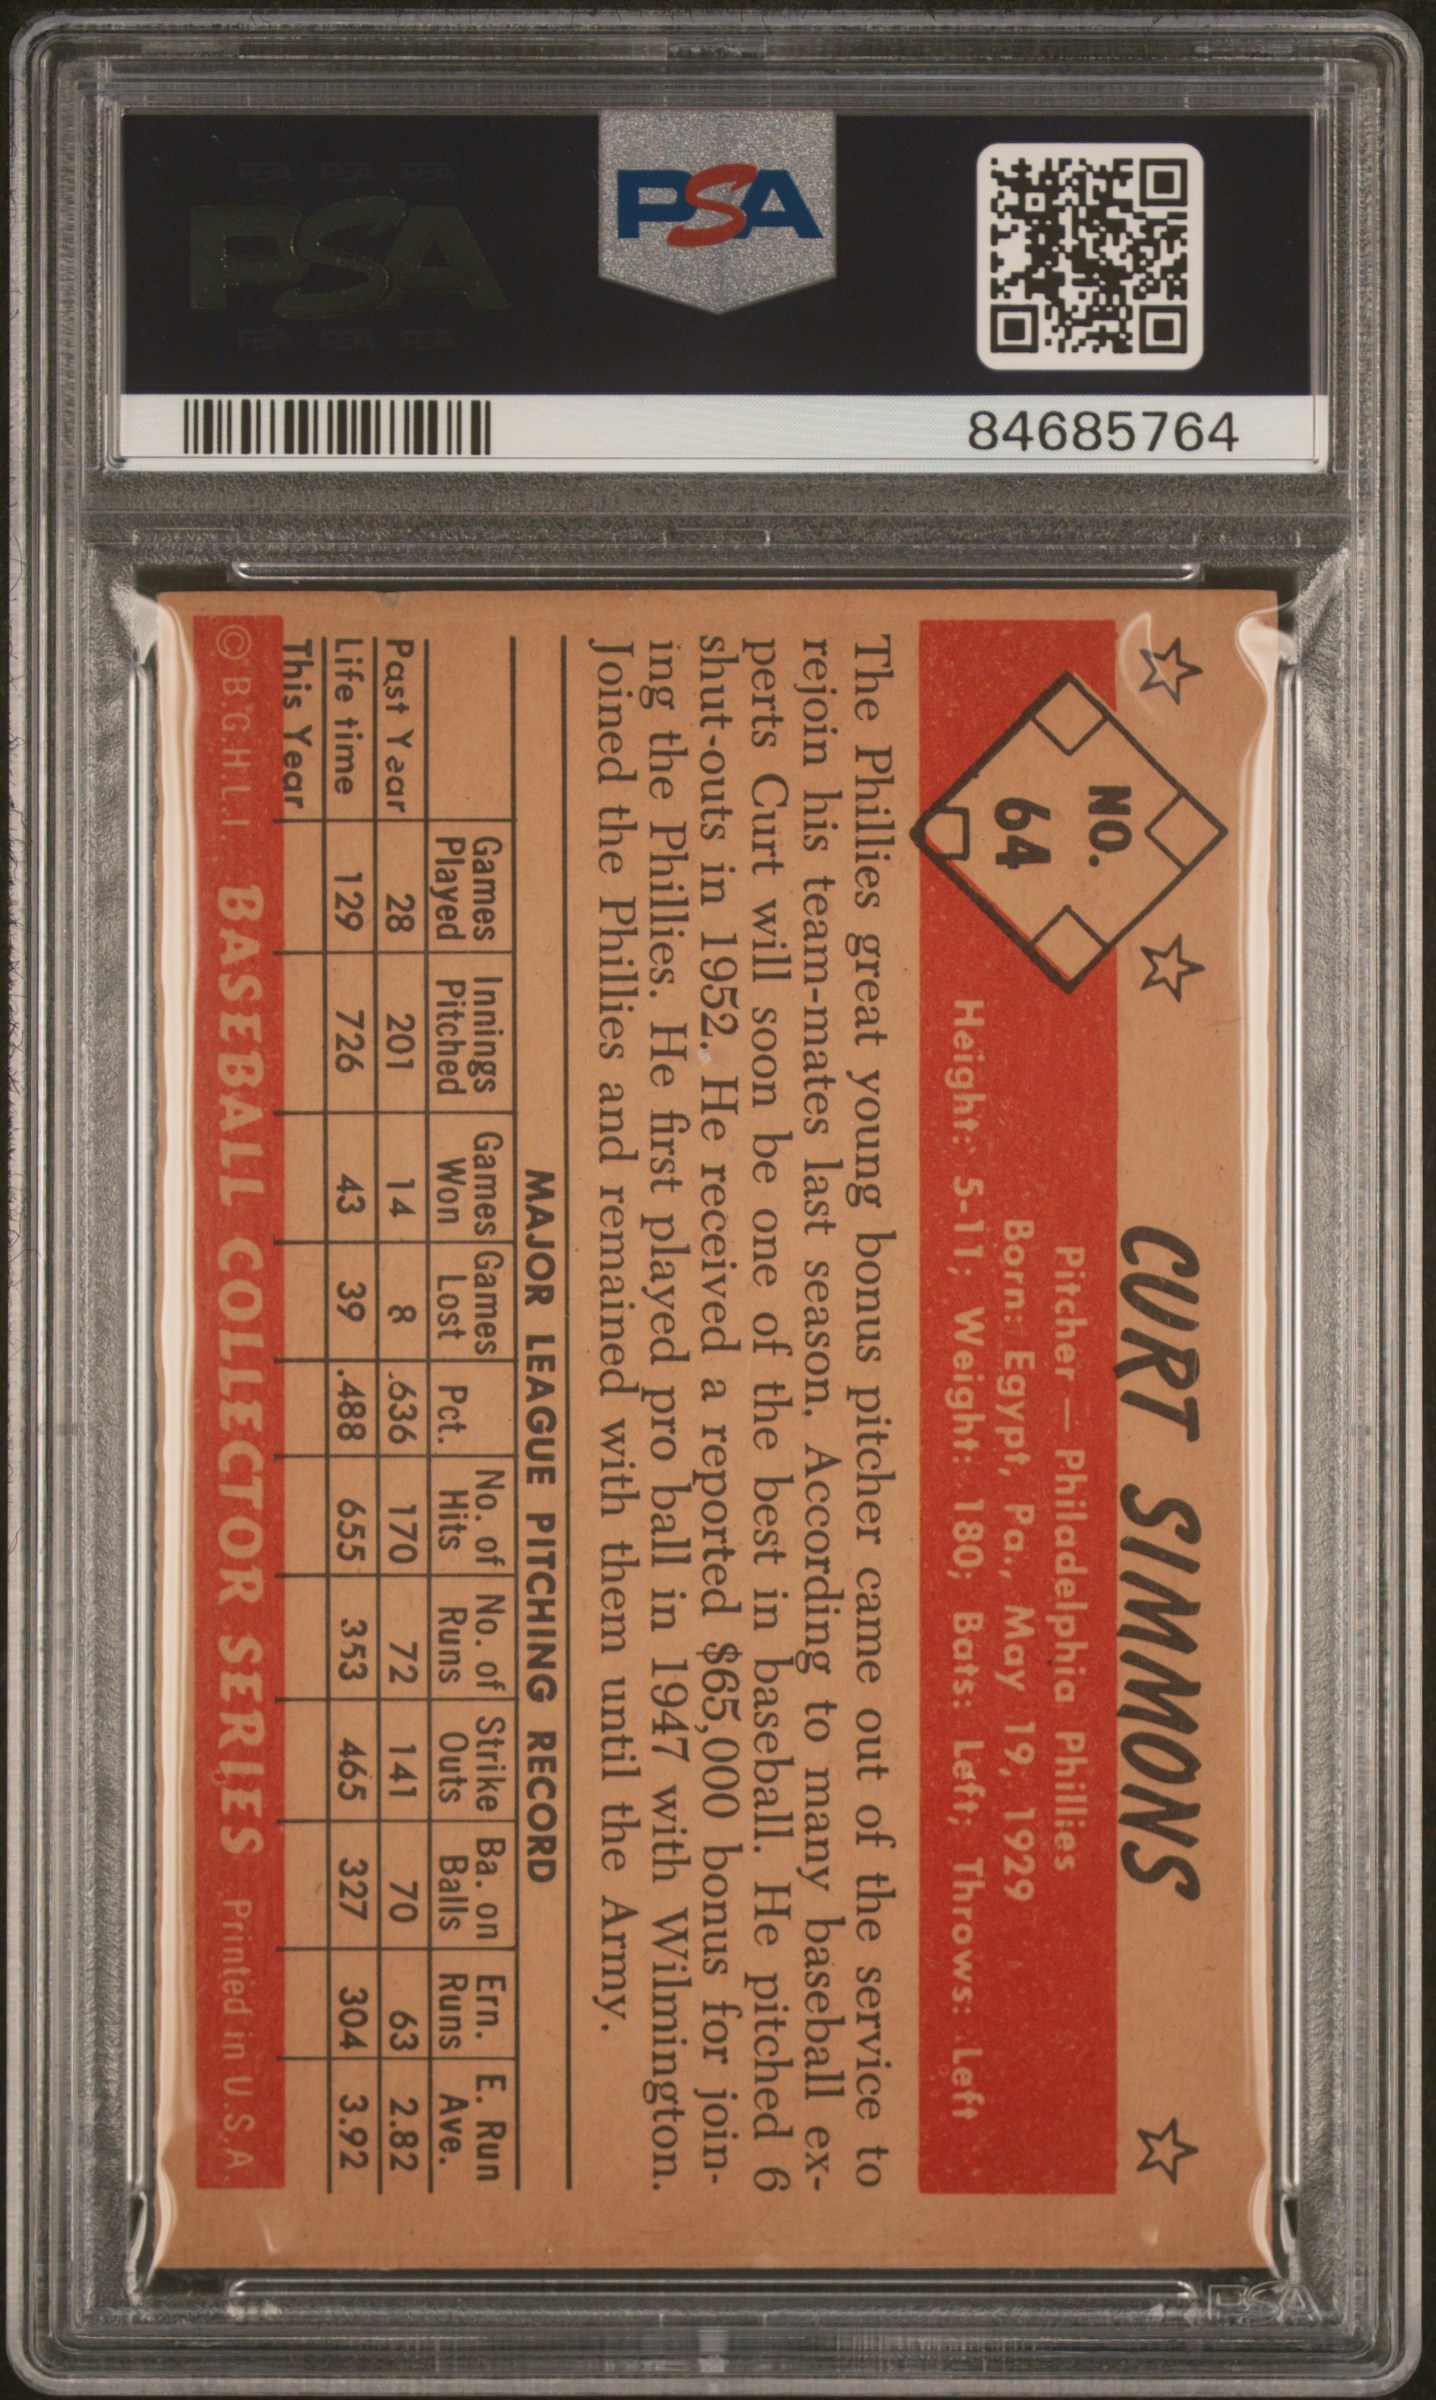 PSA PSA PSA
PSA
PSA PSA PSA
PSA
84685764
NO.
64
CURT SIMMONS
Pitcher — Philadelphia Phillies
Born: Egypt, Pa., May 19, 1929
Height: 5-11; Weight: 180; Bats: Left; Throws: Left
The Phillies great young bonus pitcher came out of the service to
rejoin his team-mates last season. According to many baseball ex-
perts Curt will soon be one of the best in baseball. He pitched 6
shut-outs in 1952. He received a reported $65,000 bonus for join-
ing the Phillies. He first played pro ball in 1947 with Wilmington.
Joined the Phillies and remained with them until the Army.
MAJOR LEAGUE PITCHING RECORD
Games Played Innings Pitched Games Won Games Lost Pct. No. of Hits No. of Runs Strike Outs Ba. on Balls Ern. Runs E. Run Ave.
Past Year 28 201 14 8 .636 170 72 141 70 63 2.82
Life time 129 726 43 39 .488 655 353 465 327 304 3.92
This Year
© B.G.H.L.I. BASEBALL COLLECTOR SERIES Printed in U.S.A.
PSA